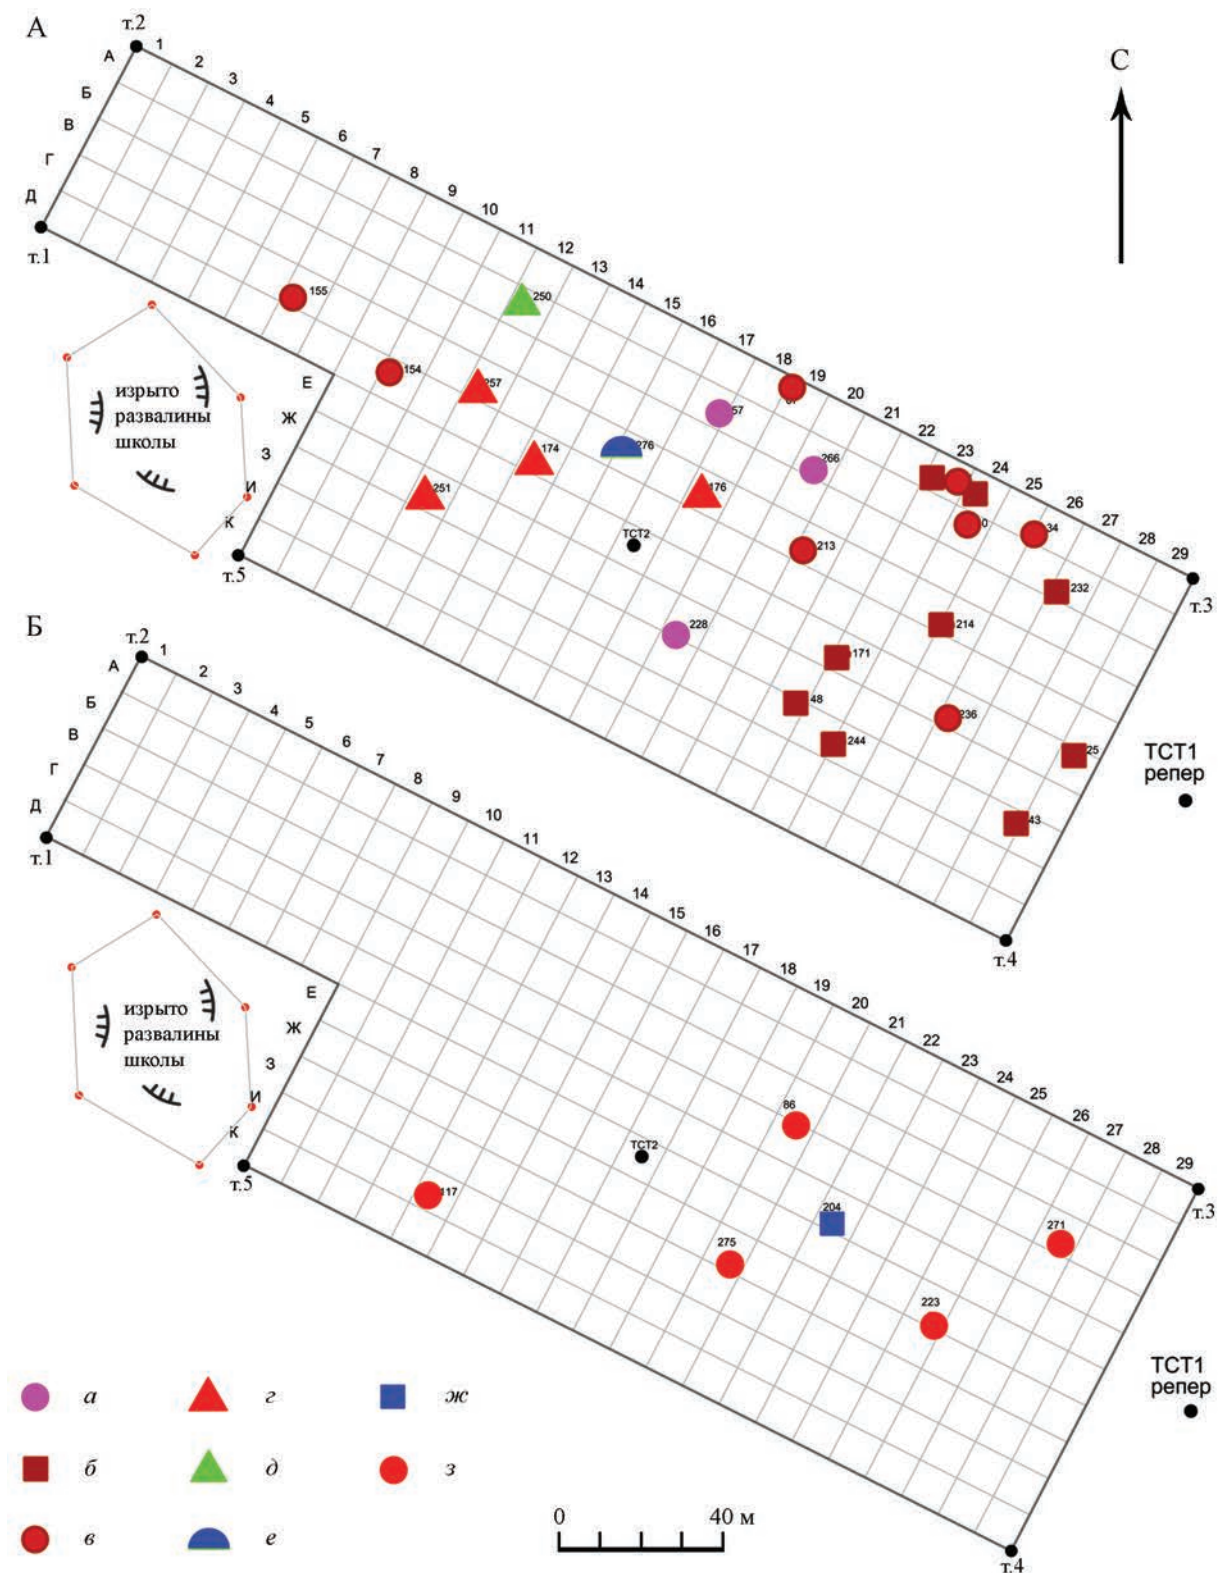 А
т.2
С
А
Б
В
Г
Д
1 2 3 4 5 6 7 8 9 10 11 12 13 14 15 16 17 18 19 20 21 22 23 24 25 26 27 28 29
т.1
155
250
154
257
Е
изрыто
развалины
школы
Ж
З
И
К
57
174
276
266
251
176
ТСТ2
213
0
34
т.5
т.3
232
228
214
171
48
236
244
25
ТСТ1
репер
43
т.4
Б
т.2
А
Б
В
Г
Д
1 2 3 4 5 6 7 8 9 10 11 12 13 14 15 16 17 18 19 20 21 22 23 24 25 26 27 28 29
т.1
Е
изрыто
развалины
школы
Ж
З
И
К
86
ТСТ2
т.5
117
204
т.3
271
275
223
ТСТ1
репер
а г ж
б д з
в е
0 40 м
т.4